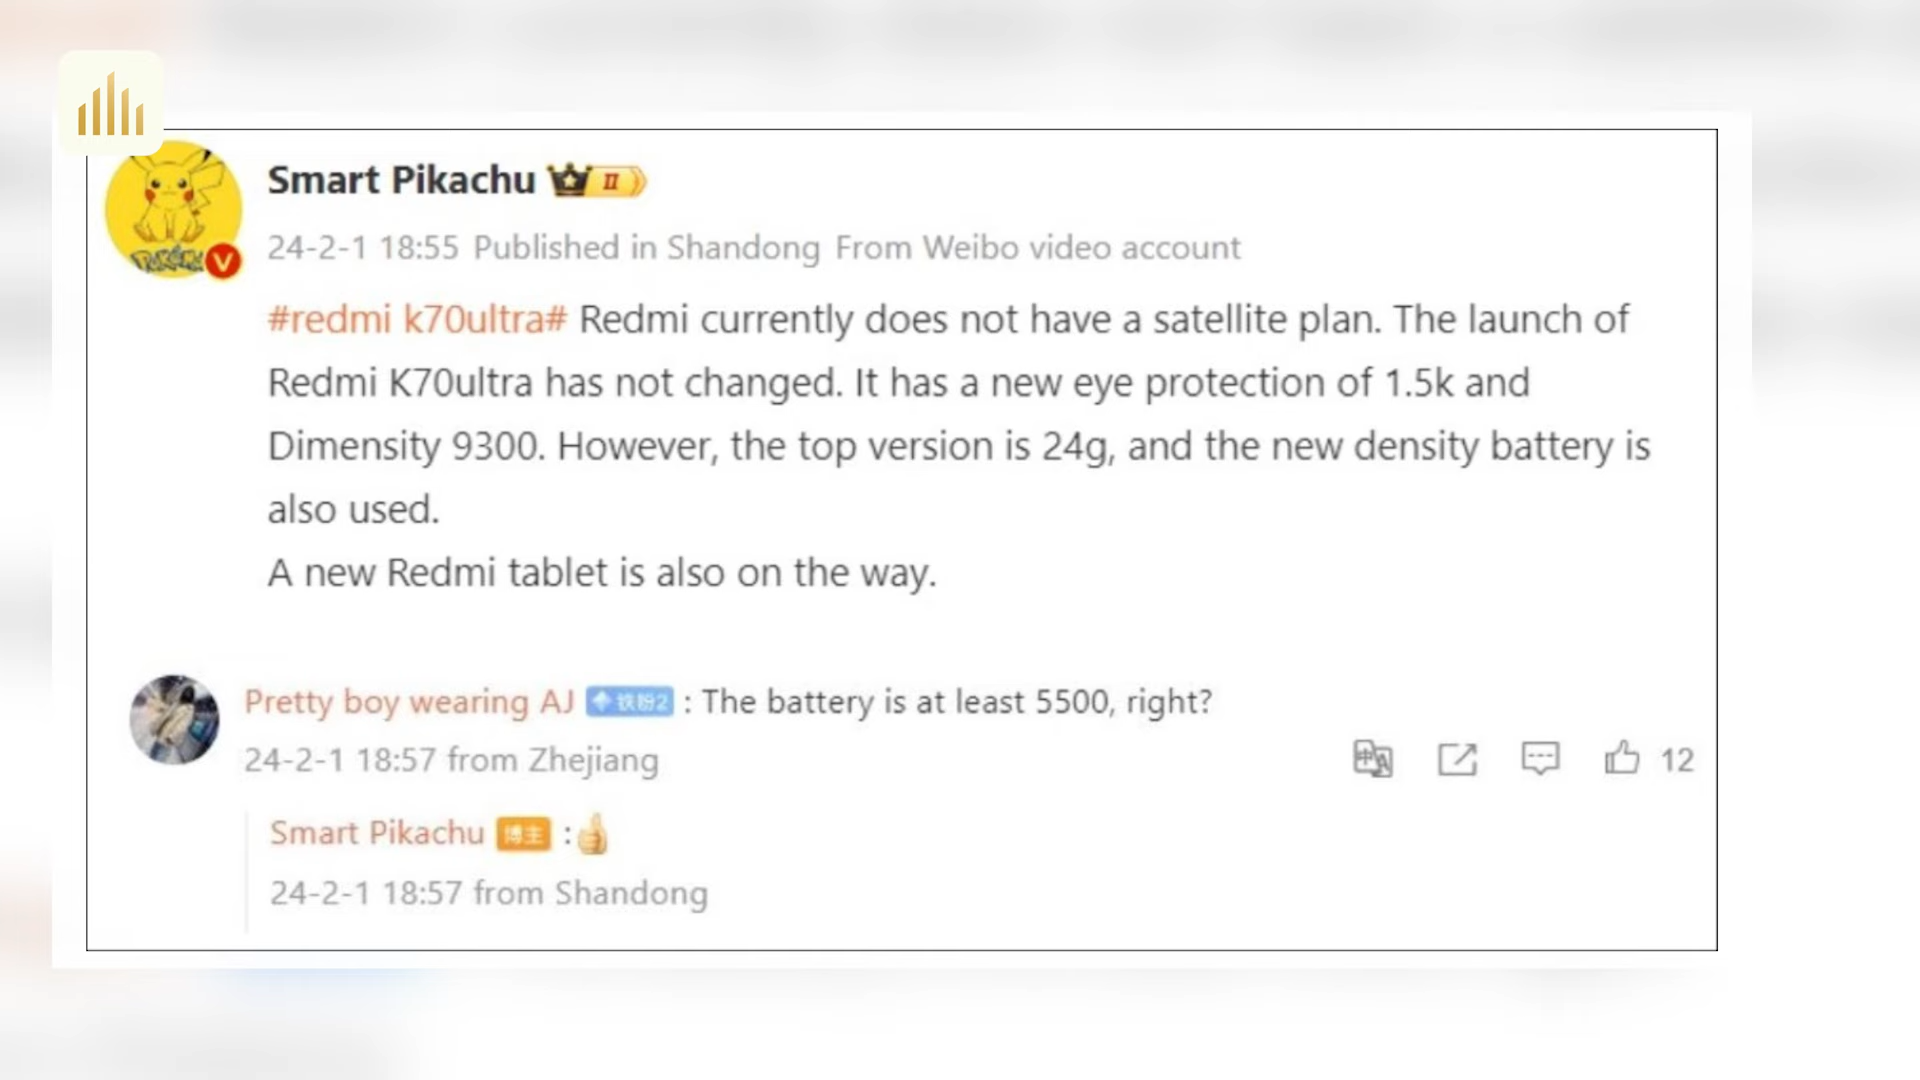 Smart Pikachu II
24-2-1 18:55 Published in Shandong From Weibo video account
#redmi k70ultra# Redmi currently does not have a satellite plan. The launch of
Redmi K70ultra has not changed. It has a new eye protection of 1.5k and
Dimensity 9300. However, the top version is 24g, and the new density battery is
also used.
A new Redmi tablet is also on the way.
Pretty boy wearing AJ 铁粉2 : The battery is at least 5500, right?
24-2-1 18:57 from Zhejiang
12
Smart Pikachu 博主 :👍
24-2-1 18:57 from Shandong